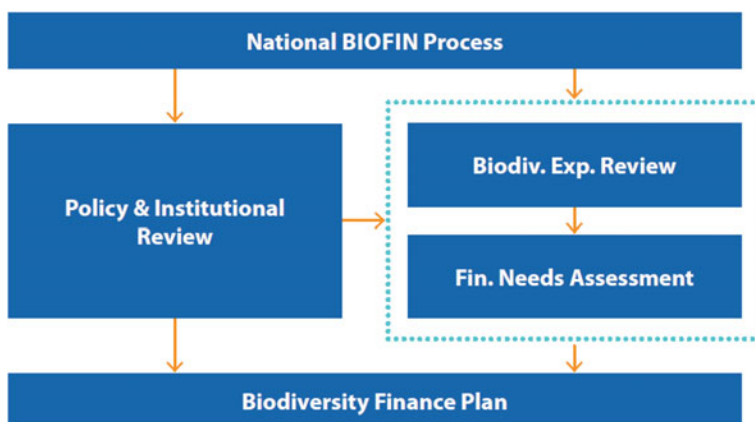 National BIOFIN Process
Policy & Institutional
Review
Biodiv. Exp. Review
Fin. Needs Assessment
Biodiversity Finance Plan